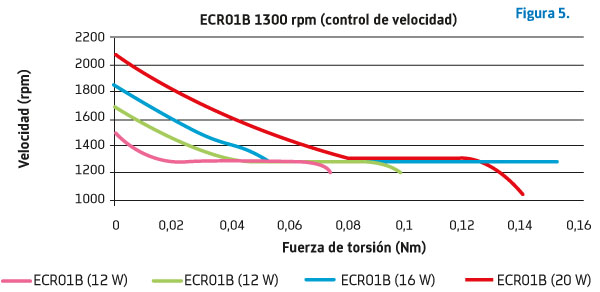 ECR01B 1300 rpm (control de velocidad)
Figura 5.
Velocidad (rpm)
2200
2000
1800
1600
1400
1200
1000
0 0,02 0,04 0,06 0,08 0,10 0,12 0,14 0,16
Fuerza de torsión (Nm)
ECR01B (12 W) ECR01B (12 W) ECR01B (16 W) ECR01B (20 W)